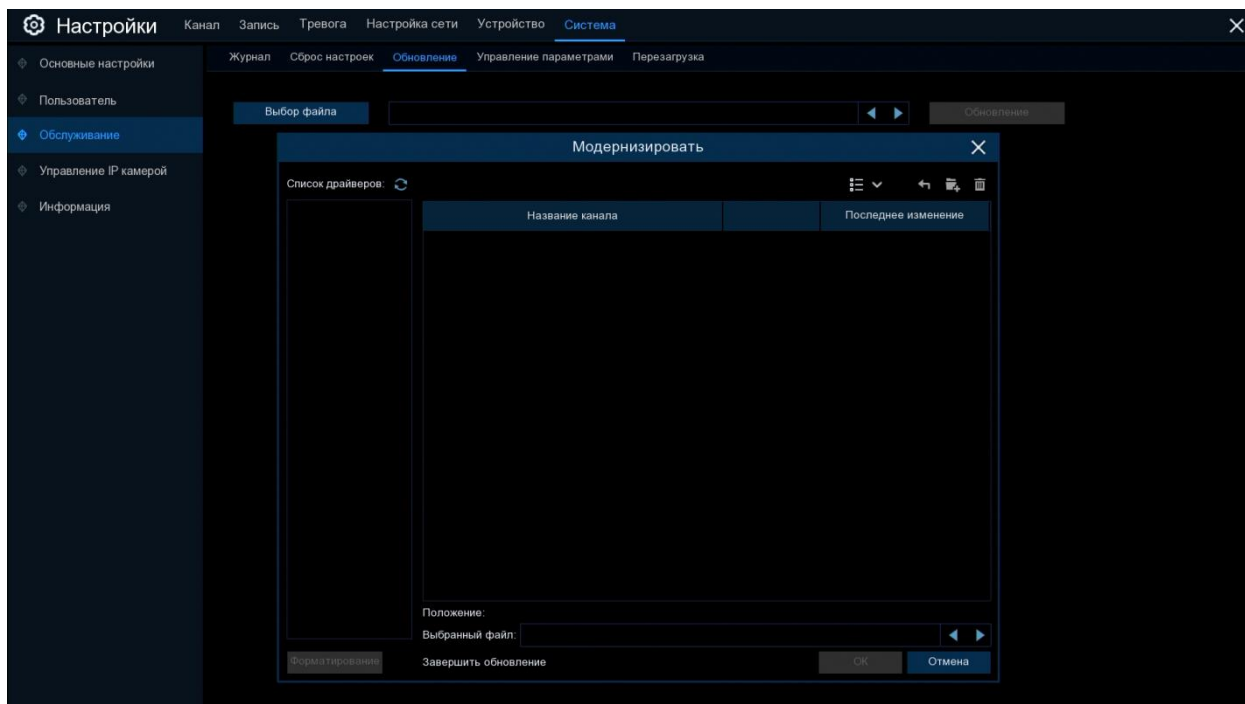 Настройки Канал Запись Тревога Настройка сети Устройство Система
Журнал Сброс настроек Обновление Управление параметрами Перезагрузка
Основные настройки
Пользователь
Обслуживание
Управление IP камерой
Информация
Выбор файла Обновление
Модернизировать
Список драйверов:
Название канала Последнее изменение
Положение:
Выбранный файл:
Форматирование Завершить обновление OK Отмена